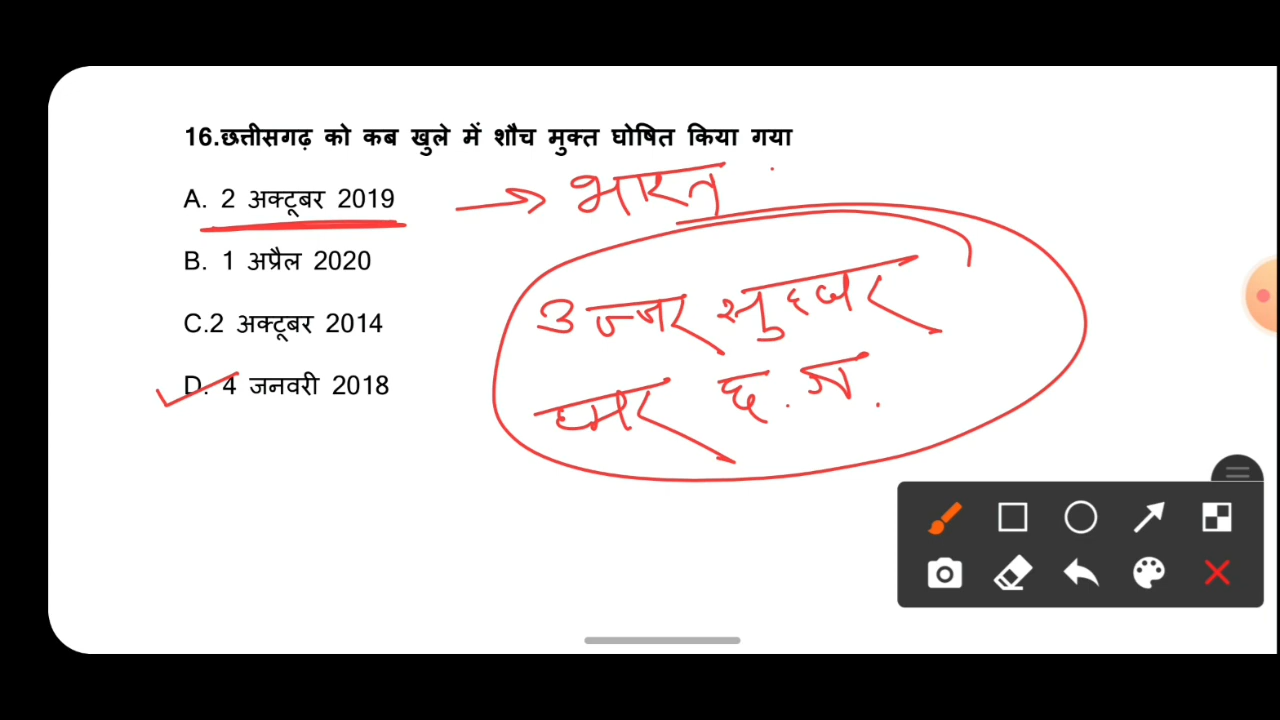 16.छत्तीसगढ़ को कब खुले में शौच मुक्त घोषित किया गया
A. 2 अक्टूबर 2019
भारत
B. 1 अप्रैल 2020
C.2 अक्टूबर 2014
D. 4 जनवरी 2018